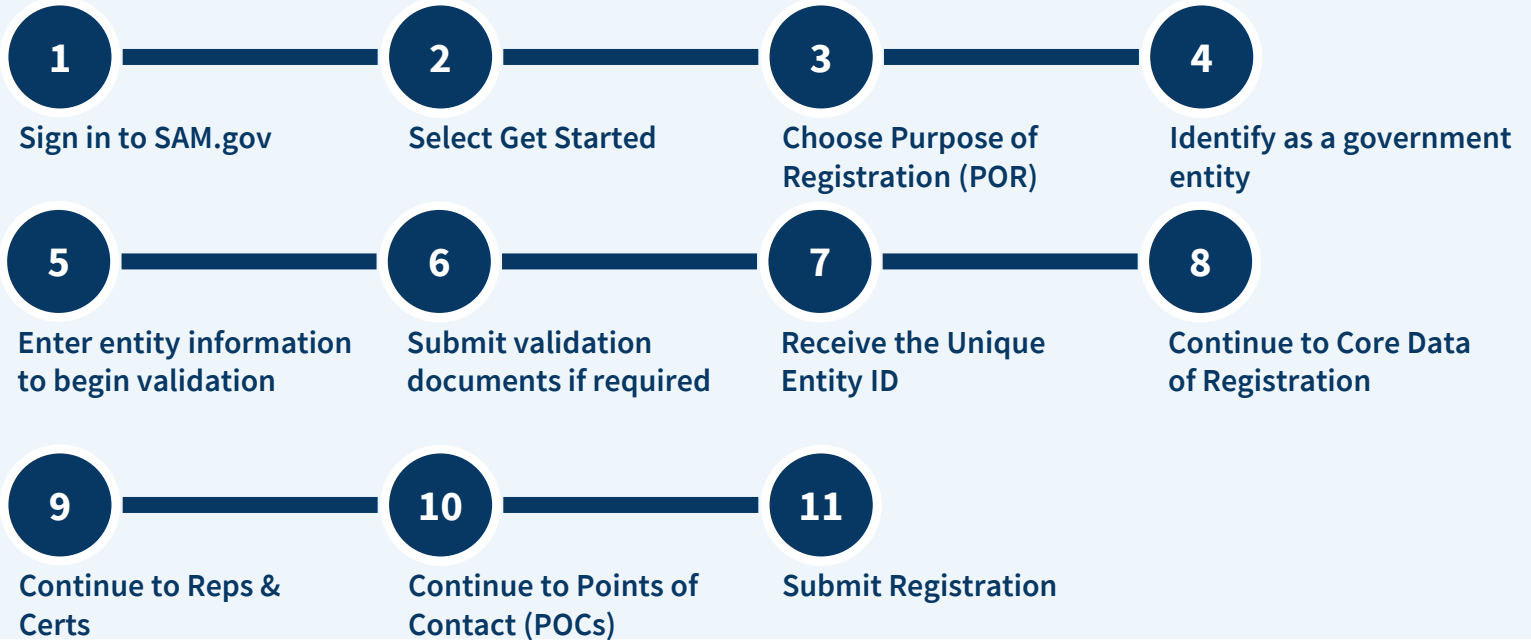 1
2
3
4
Sign in to SAM.gov
Select Get Started
Choose Purpose of
Registration (POR)
Identify as a government
entity
5
6
7
8
Enter entity information
to begin validation
Submit validation
documents if required
Receive the Unique
Entity ID
Continue to Core Data
of Registration
9
10
11
Continue to Reps &
Certs
Continue to Points of
Contact (POCs)
Submit Registration